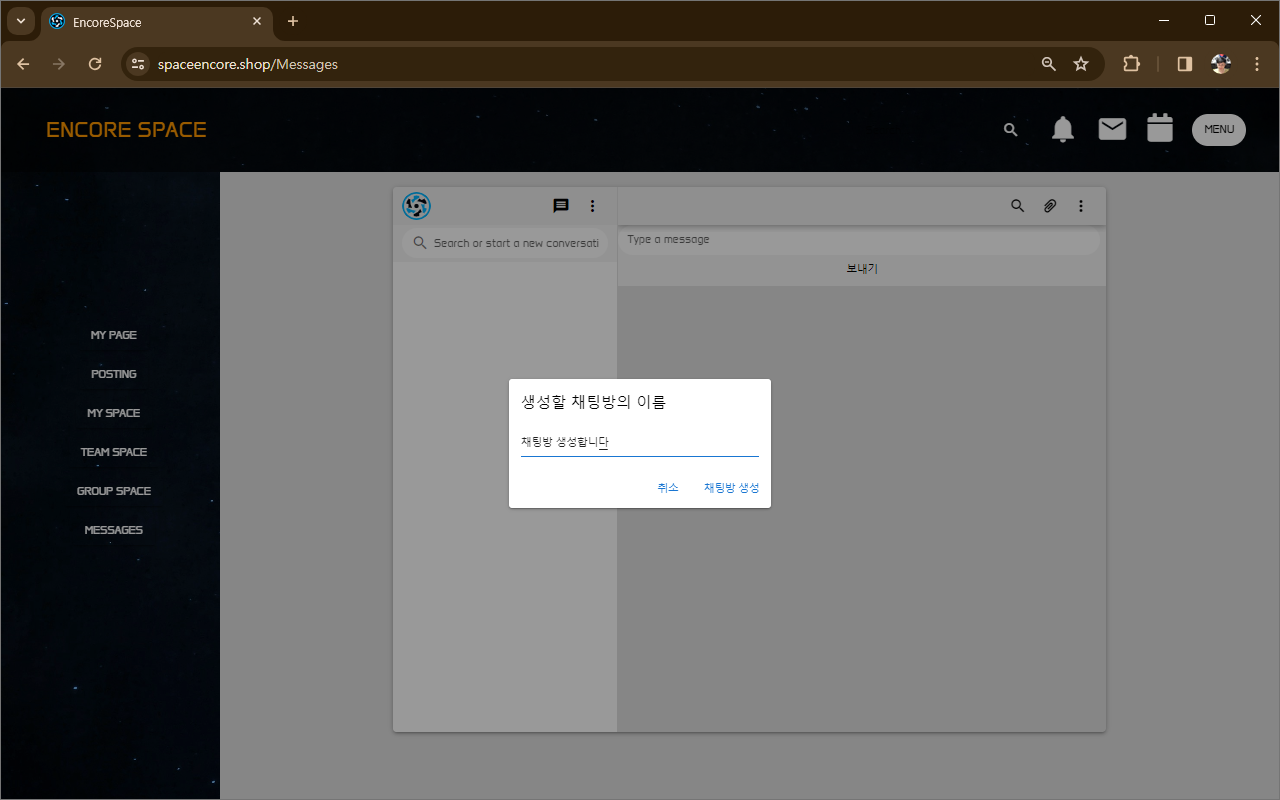 EncoreSpace
spaceencore.shop/Messages
ENCORE SPACE
MENU
MY PAGE
POSTING
MY SPACE
TEAM SPACE
GROUP SPACE
MESSAGES
Search or start a new conversati
Type a message
보내기
생성할 채팅방의 이름
채팅방 생성합니다
취소 채팅방 생성